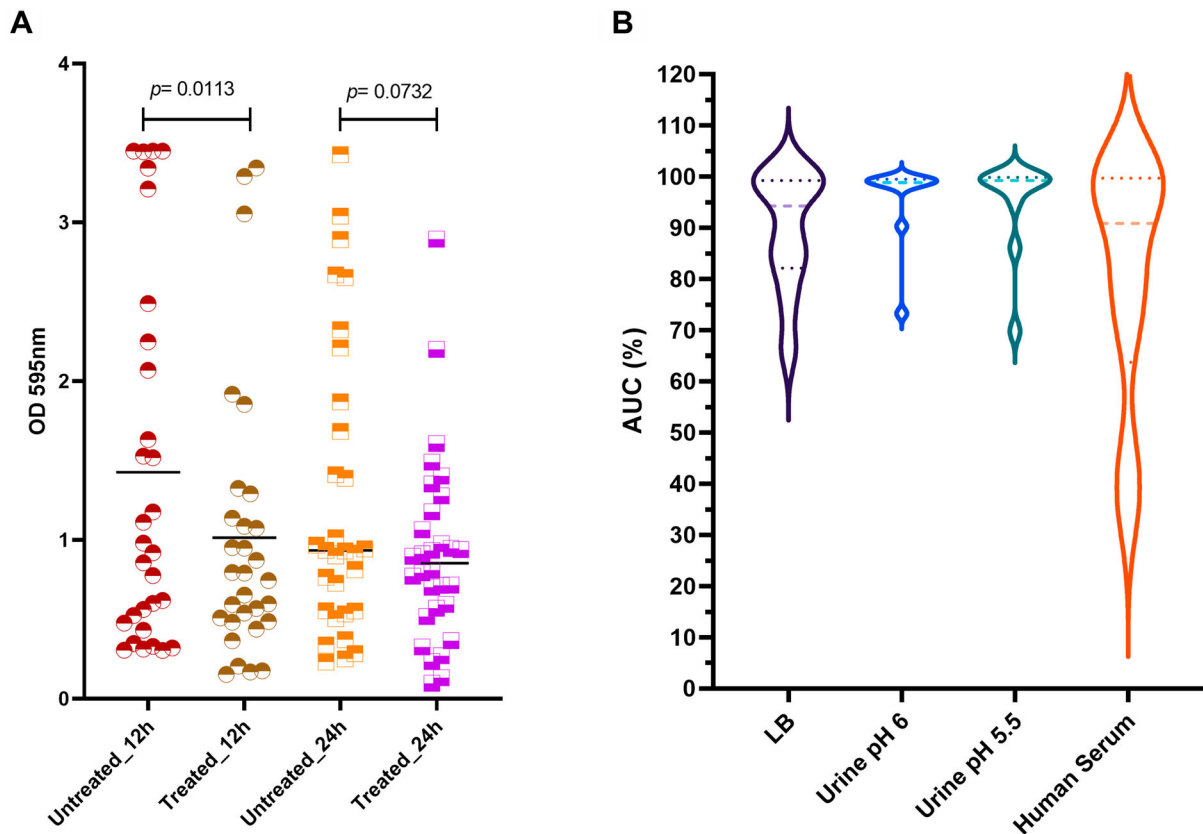 A
OD 595nm
4
3
2
1
0
p= 0.0113
p= 0.0732
Untreated_12h
Treated_12h
Untreated_24h
Treated_24h
B
AUC (%)
120
110
100
90
80
70
60
50
40
30
20
10
0
LB
Urine pH 6
Urine pH 5.5
Human Serum